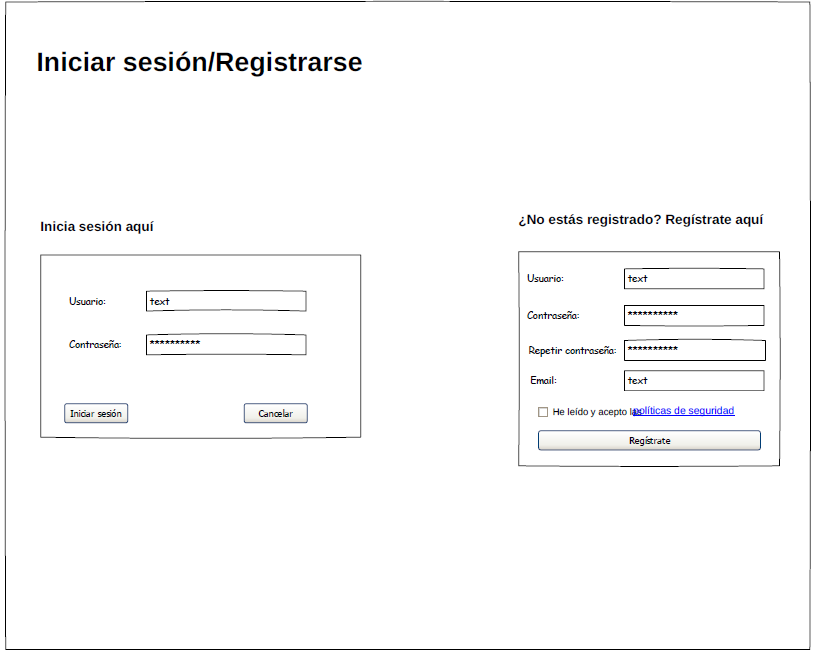 Iniciar sesión/Registrarse
Inicia sesión aquí
Usuario: text
Contraseña: **********
Iniciar sesión
Cancelar
¿No estás registrado? Regístrate aquí
Usuario: text
Contraseña: **********
Repetir contraseña: **********
Email: text
He leído y acepto las políticas de seguridad
Regístrate